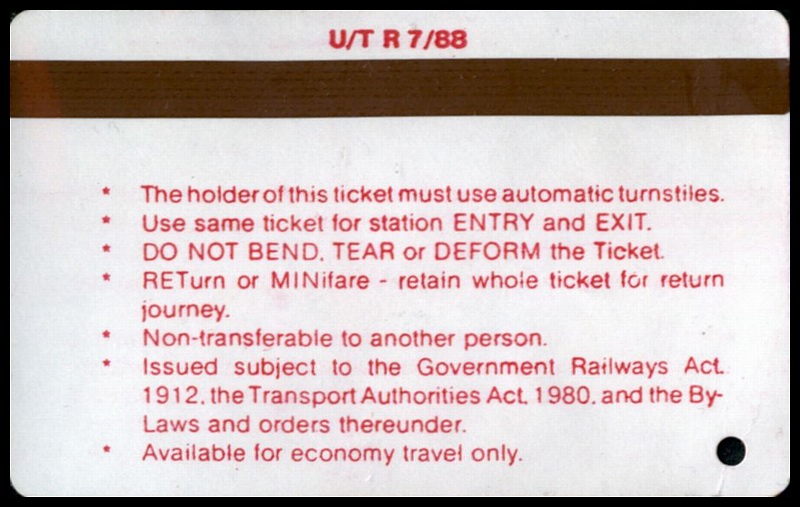 U/T R 7/88
* The holder of this ticket must use automatic turnstiles.
* Use same ticket for station ENTRY and EXIT.
* DO NOT BEND, TEAR or DEFORM the Ticket.
* RETurn or MINifare - retain whole ticket for return
journey.
* Non-transferable to another person.
* Issued subject to the Government Railways Act.
1912, the Transport Authorities Act, 1980, and the By-
Laws and orders thereunder.
* Available for economy travel only.